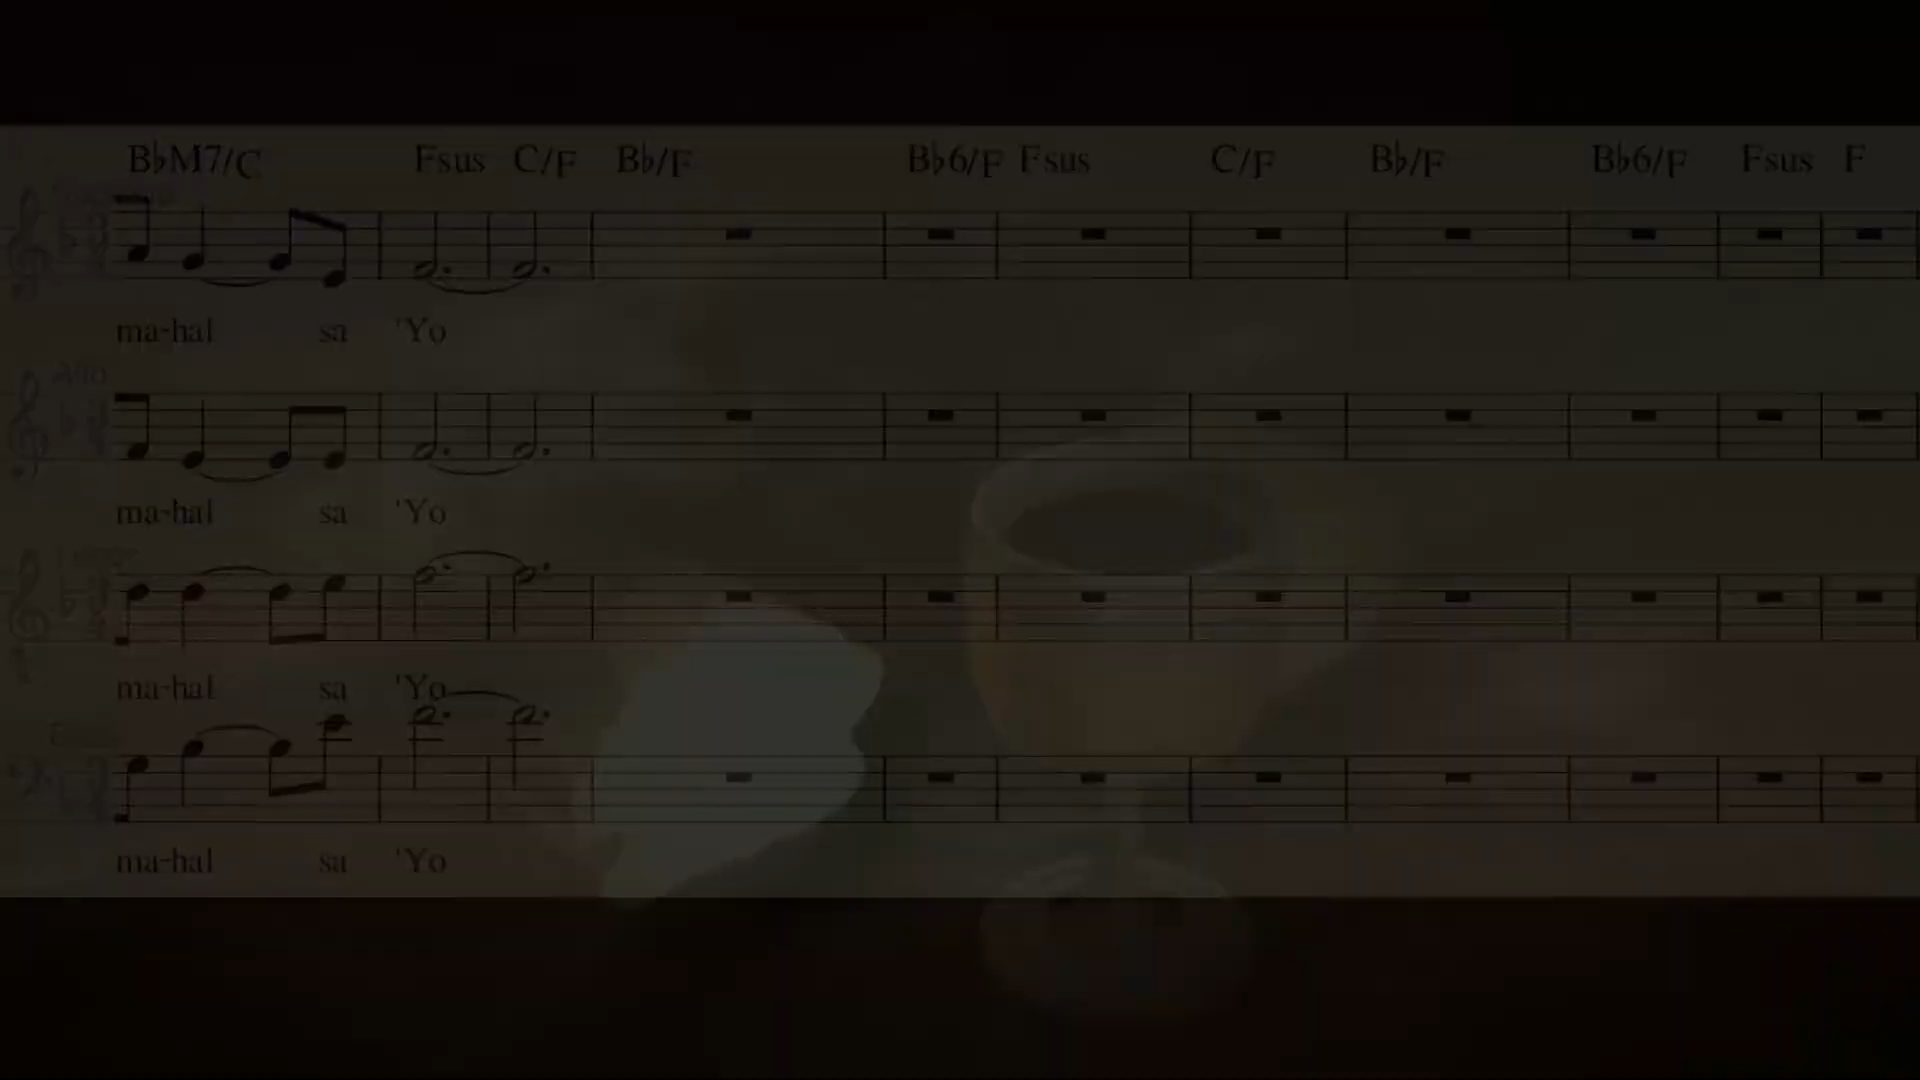 B♭M7/C Fsus C/F B♭/F B♭6/F Fsus C/F B♭/F B♭6/F Fsus F
ma-hal sa 'Yo
Alto
ma-hal sa 'Yo
ma-hal sa 'Yo
ma-hal sa 'Yo